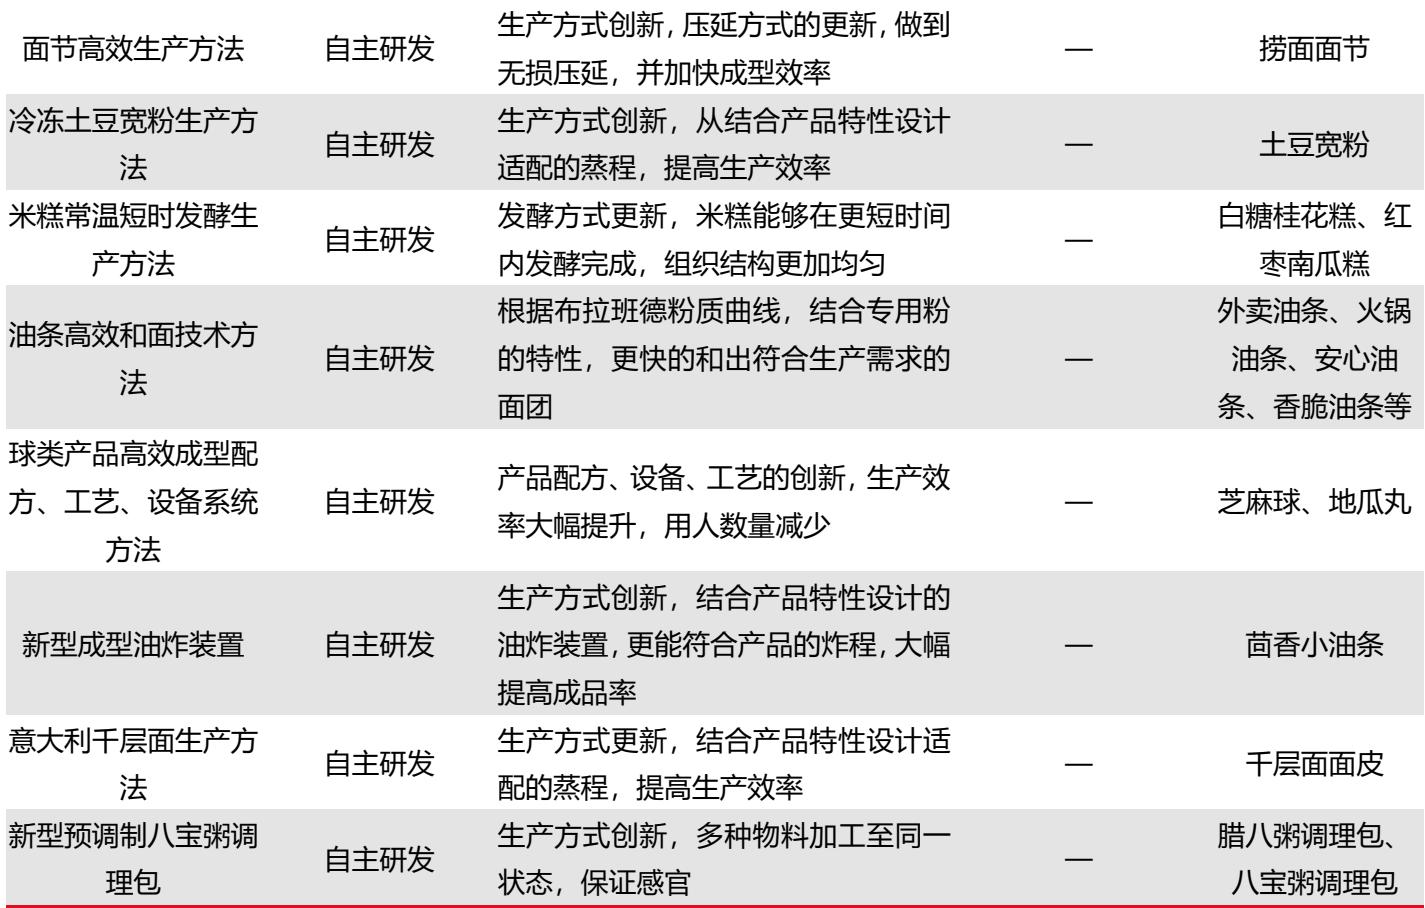 面节高效生产方法 自主研发 生产方式创新，压延方式的更新，做到 — 捞面面节
无损压延，并加快成型效率
冷冻土豆宽粉生产方 自主研发 生产方式创新，从结合产品特性设计 — 土豆宽粉
法 适配的蒸程，提高生产效率
米糕常温短时发酵生 自主研发 发酵方式更新，米糕能够在更短时间 — 白糖桂花糕、红
产方法 内发酵完成，组织结构更加均匀 枣南瓜糕
根据布拉班德粉质曲线，结合专用粉 外卖油条、火锅
油条高效和面技术方 自主研发 的特性，更快的和出符合生产需求的 — 油条、安心油
法 面团 条、香脆油条等
球类产品高效成型配
方、工艺、设备系统 自主研发 产品配方、设备、工艺的创新，生产效 — 芝麻球、地瓜丸
方法 率大幅提升，用人数量减少
生产方式创新，结合产品特性设计的
新型成型油炸装置 自主研发 油炸装置，更能符合产品的炸程，大幅 — 茴香小油条
提高成品率
意大利千层面生产方 自主研发 生产方式更新，结合产品特性设计适 — 千层面面皮
法 配的蒸程，提高生产效率
新型预调制八宝粥调 自主研发 生产方式创新，多种物料加工至同一 — 腊八粥调理包、
理包 状态，保证感官 八宝粥调理包